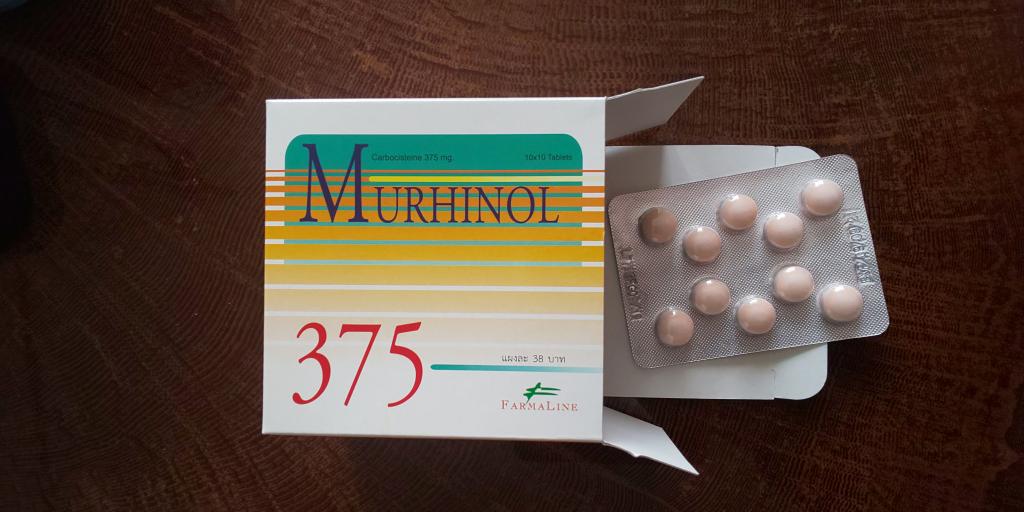 Carbocisteine 375 mg.
10x10 Tablets
MURHINOL
375
แผงละ 38 บาท
FARMALINE